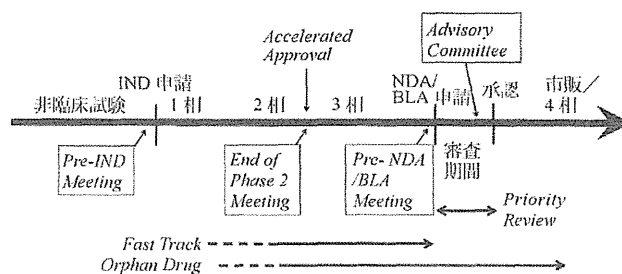 Accelerated
Approval
Advisory
Committee
IND 申請
NDA/
BLA 申請
承認
市販／
4相
非臨床試験
1相
2相
3相
Pre-IND
Meeting
End of
Phase 2
Meeting
Pre- NDA
/BLA
Meeting
審査
期間
Priority
Review
Fast Track
Orphan Drug